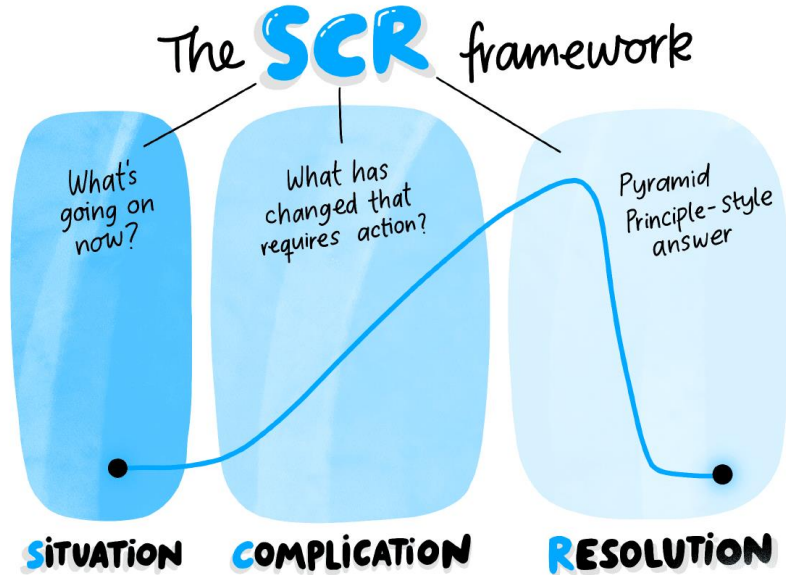 The SCR framework
What's
going on
now?
What has
changed that
requires action?
Pyramid
Principle-style
answer
SiTUATiON
COMPLiCATiON
RESOLUTiON